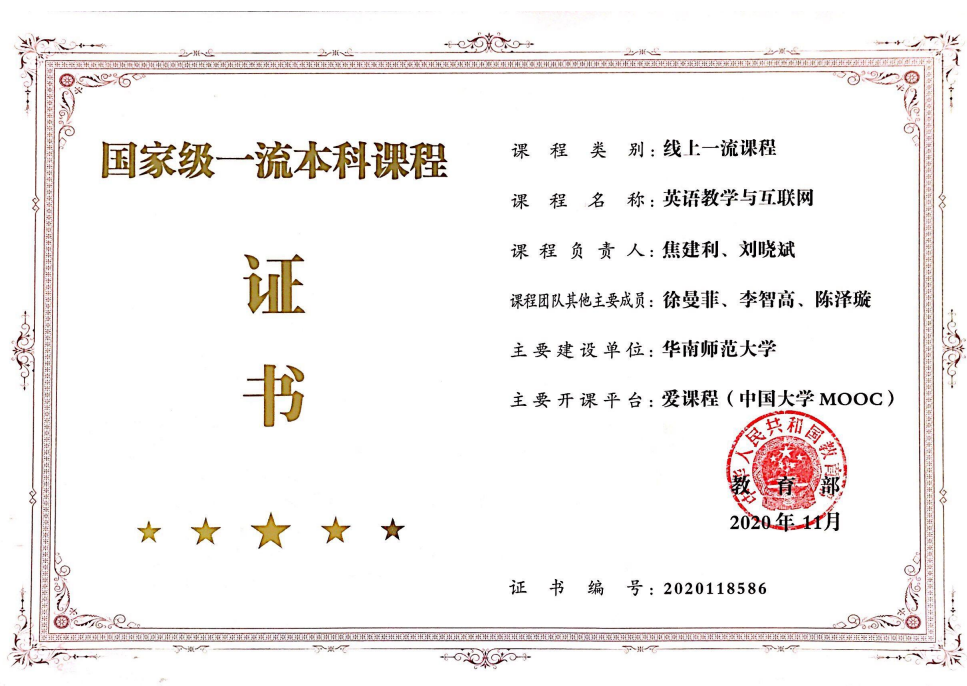 国家级一流本科课程
证
书
课程类别：线上一流课程
课程名称：英语教学与互联网
课程负责人：焦建利、刘晓斌
课程团队其他主要成员：徐曼菲、李智高、陈泽璇
主要建设单位：华南师范大学
主要开课平台：爱课程（中国大学MOOC）
中华人民共和国教育部
教育部
2020年11月
证书编号：2020118586